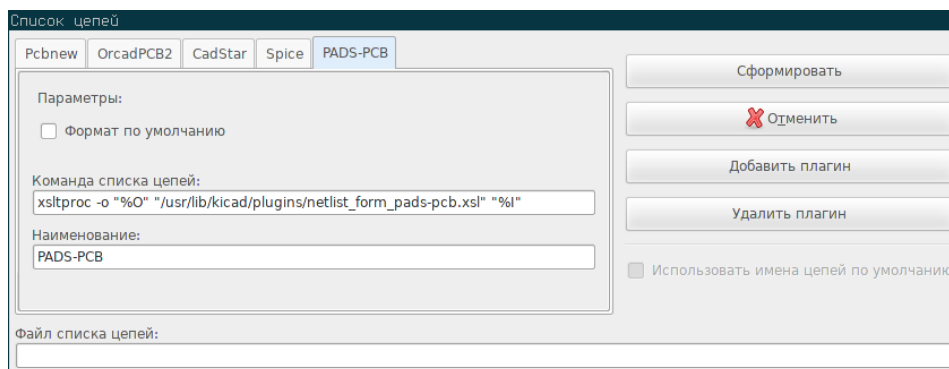 Список цепей
Pcbnew OrcadPCB2 CadStar Spice PADS-PCB
Параметры:
Формат по умолчанию
Команда списка цепей:
xsltproc -o "%O" "/usr/lib/kicad/plugins/netlist_form_pads-pcb.xsl" "%I"
Наименование:
PADS-PCB
Сформировать
Отменить
Добавить плагин
Удалить плагин
Использовать имена цепей по умолчаник
Файл списка цепей: